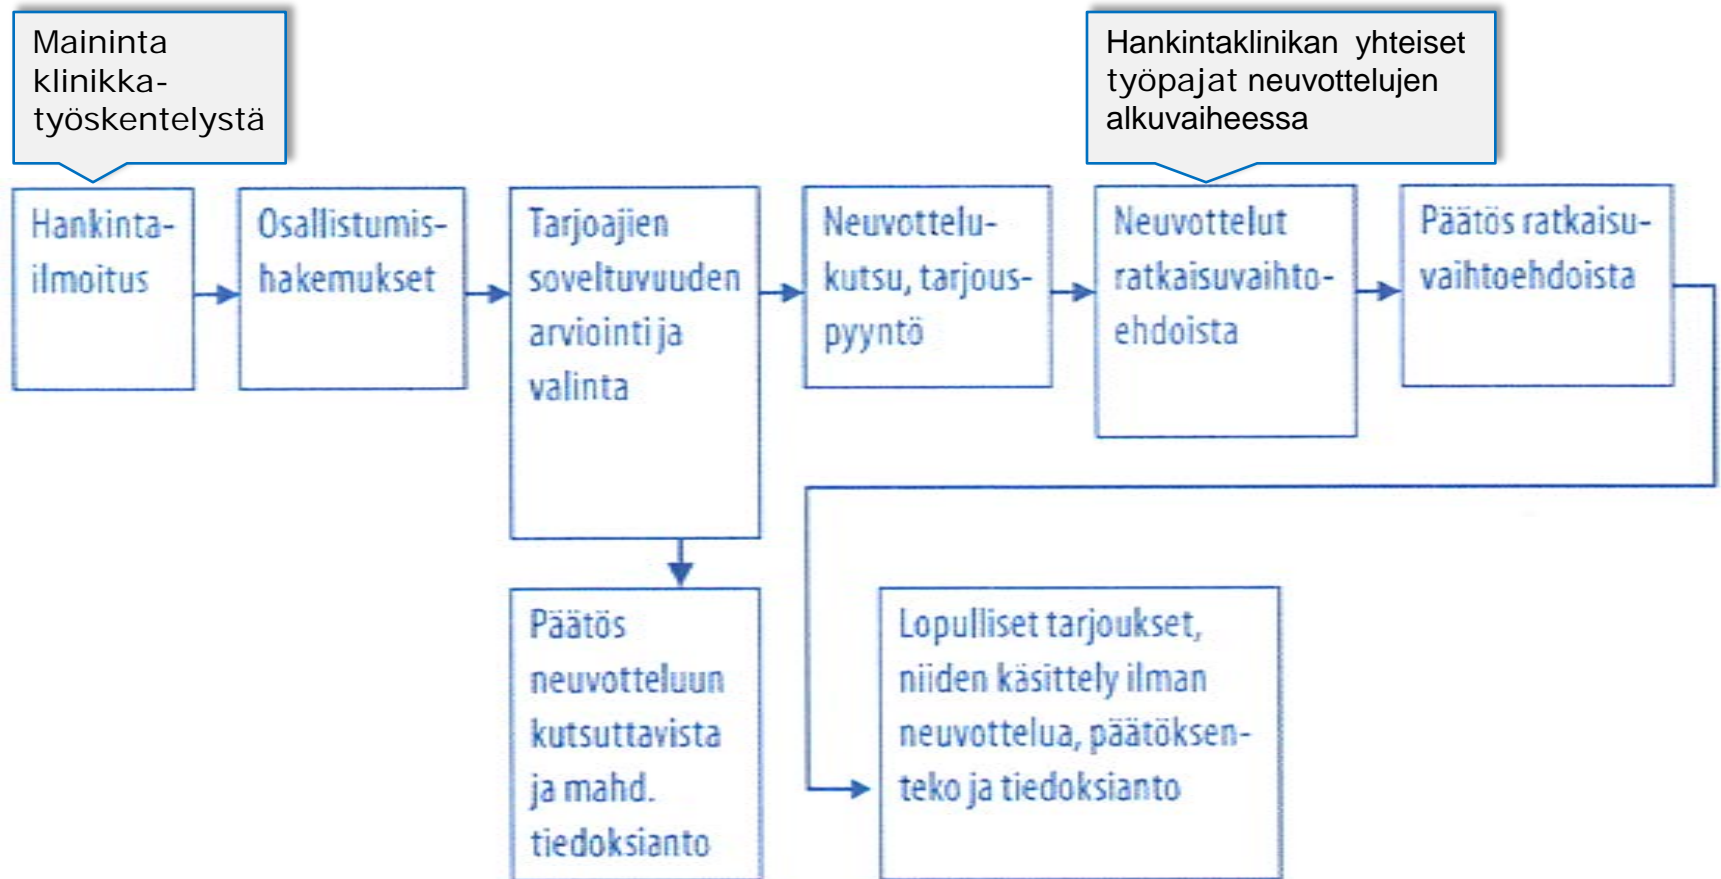 Maininta
klinikka-
työskentelystä
Hankintaklinikan yhteiset
työpajat neuvottelujen
alkuvaiheessa
Hankinta-
ilmoitus
Osallistumis-
hakemukset
Tarjoajien
soveltuvuuden
arviointi ja
valinta
Neuvottelu-
kutsu, tarjous-
pyyntö
Neuvottelut
ratkaisuvaihto-
ehdoista
Päätös ratkaisu-
vaihtoehdoista
Päätös
neuvotteluun
kutsuttavista
ja mahd.
tiedoksianto
Lopulliset tarjoukset,
niiden käsittely ilman
neuvottelua, päätöksen-
teko ja tiedoksianto